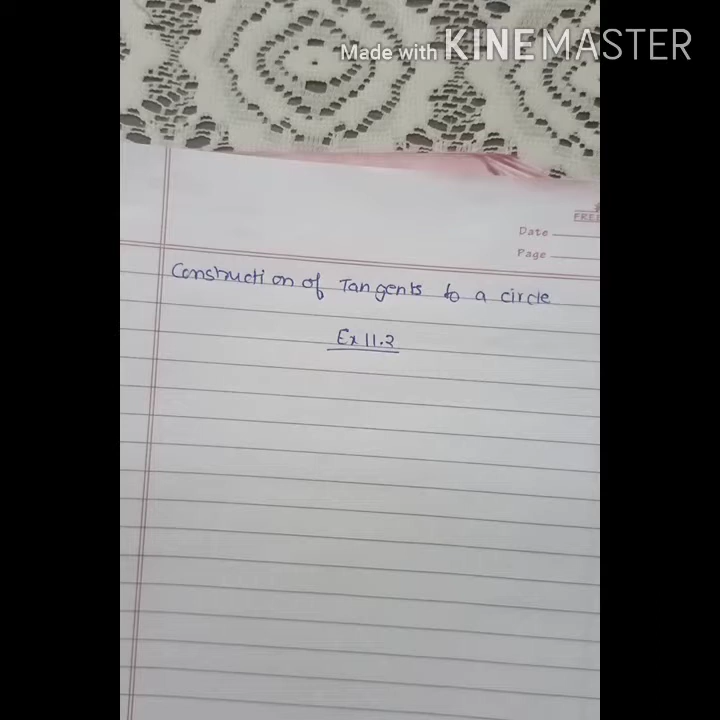 Made with KINEMASTER
Date
Page
Construction of Tangents to a circle
Ex 11.2